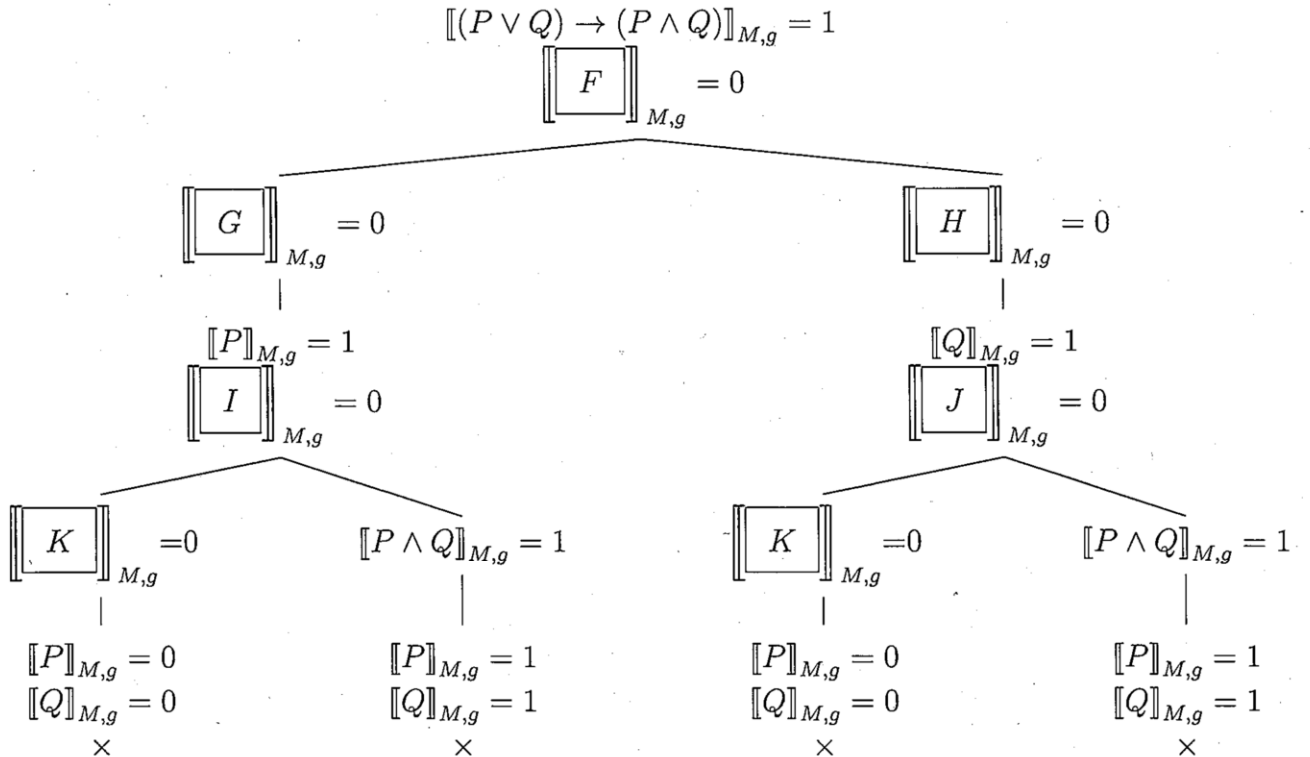 ⟦(P ∨ Q) → (P ∧ Q)⟧M,g = 1
⟦F⟧M,g = 0
⟦G⟧M,g = 0 ⟦H⟧M,g = 0
⟦P⟧M,g = 1 ⟦Q⟧M,g = 1
⟦I⟧M,g = 0 ⟦J⟧M,g = 0
⟦K⟧M,g =0 ⟦P ∧ Q⟧M,g = 1 ⟦K⟧M,g =0 ⟦P ∧ Q⟧M,g = 1
⟦P⟧M,g = 0 ⟦P⟧M,g = 1 ⟦P⟧M,g = 0 ⟦P⟧M,g = 1
⟦Q⟧M,g = 0 ⟦Q⟧M,g = 1 ⟦Q⟧M,g = 0 ⟦Q⟧M,g = 1
× × × ×